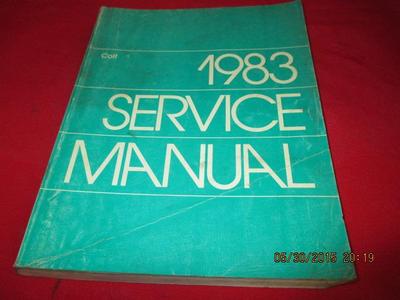 Colt
1983
SERVICE
MANUAL
05/30/2015 20:19